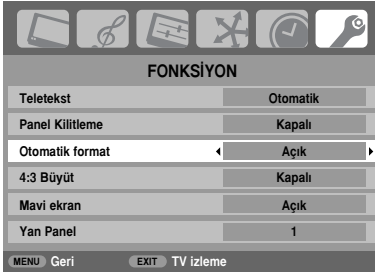 FONKSİYON
Teletekst Otomatik
Panel Kilitleme Kapalı
Otomatik format Açık
4:3 Büyüt Kapalı
Mavi ekran Açık
Yan Panel 1
MENU Geri EXIT TV izleme